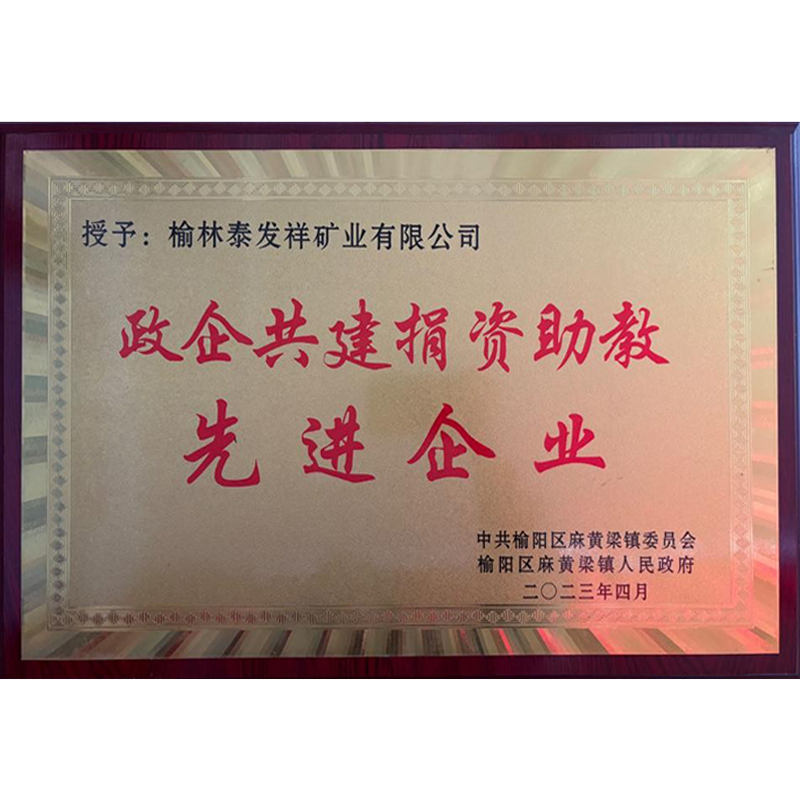 授予：榆林泰发祥矿业有限公司
政企共建捐资助教
先进企业
中共榆阳区麻黄梁镇委员会
榆阳区麻黄梁镇人民政府
二〇二三年四月